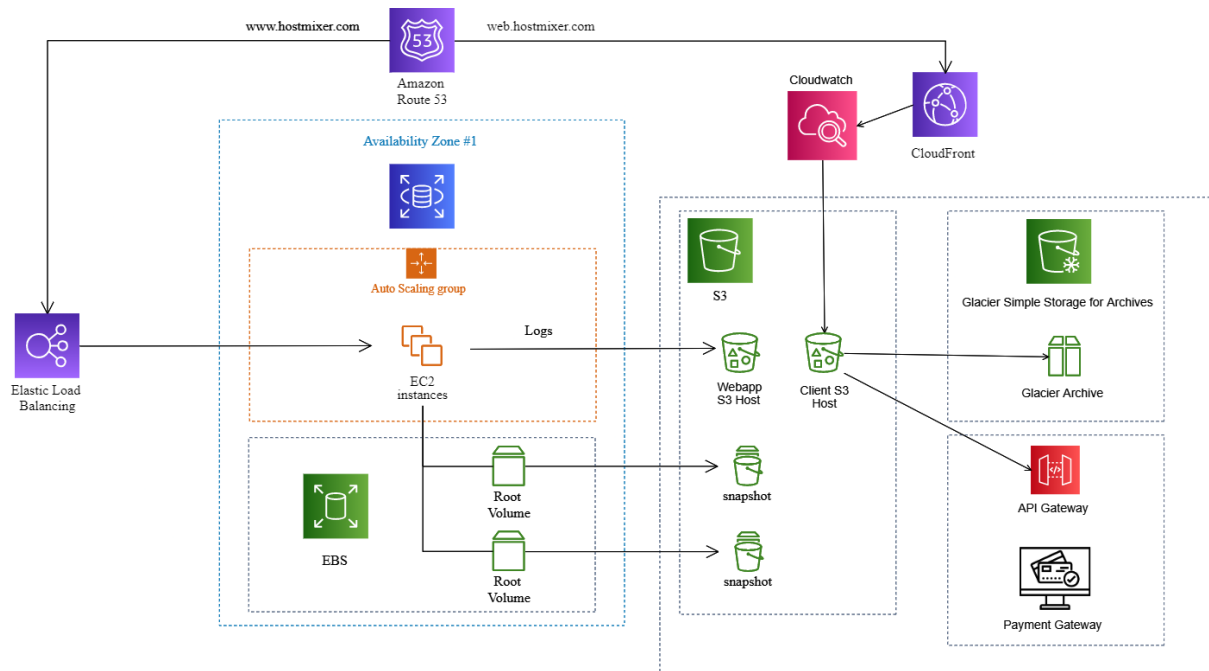 www.hostmixer.com
web.hostmixer.com
53
Amazon
Route 53
Cloudwatch
CloudFront
Availability Zone #1
Auto Scaling group
S3
Glacier Simple Storage for Archives
Logs
Elastic Load
Balancing
EC2
instances
Webapp
S3 Host
Client S3
Host
Glacier Archive
Root
Volume
snapshot
API Gateway
EBS
Root
Volume
snapshot
Payment Gateway